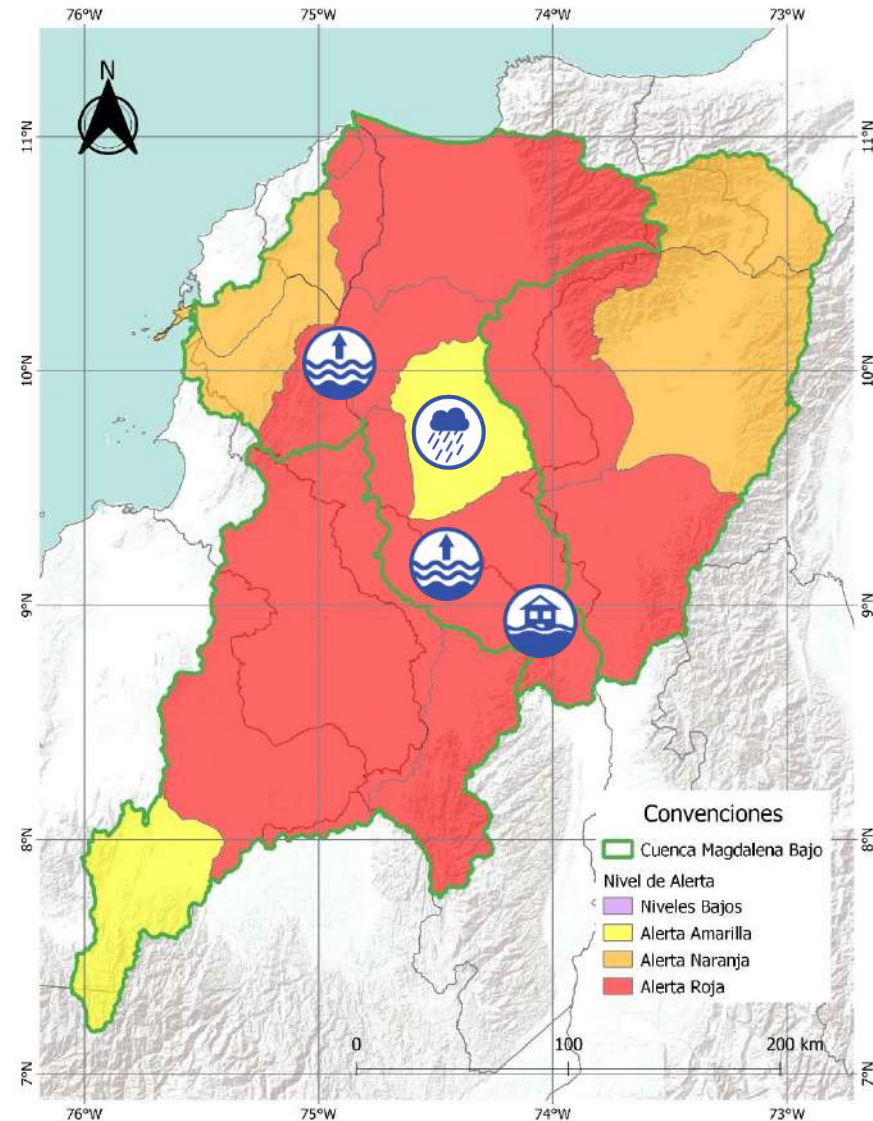 76°W 75°W 74°W 73°W
N
11°N 11°N
10°N 10°N
9°N 9°N
8°N 8°N
7°N 7°N
Convenciones
Cuenca Magdalena Bajo
Nivel de Alerta
Niveles Bajos
Alerta Amarilla
Alerta Naranja
Alerta Roja
0 100 200 km
76°W 75°W 74°W 73°W